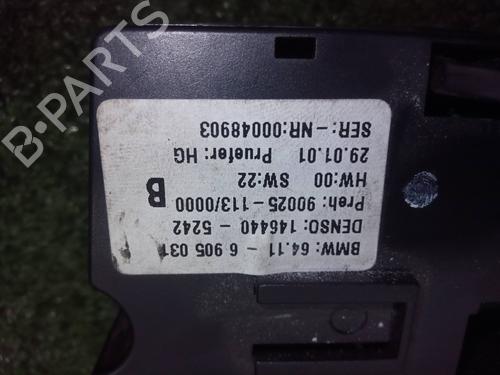 BMW: 64.11 - 6 905 031
DENSO: 146440 - 5242
Preh: 90025-113/0000
HW:00 SW:22
B
29.01.01 Pruefer: HG
SER:-NR:00048903
B-PARTS